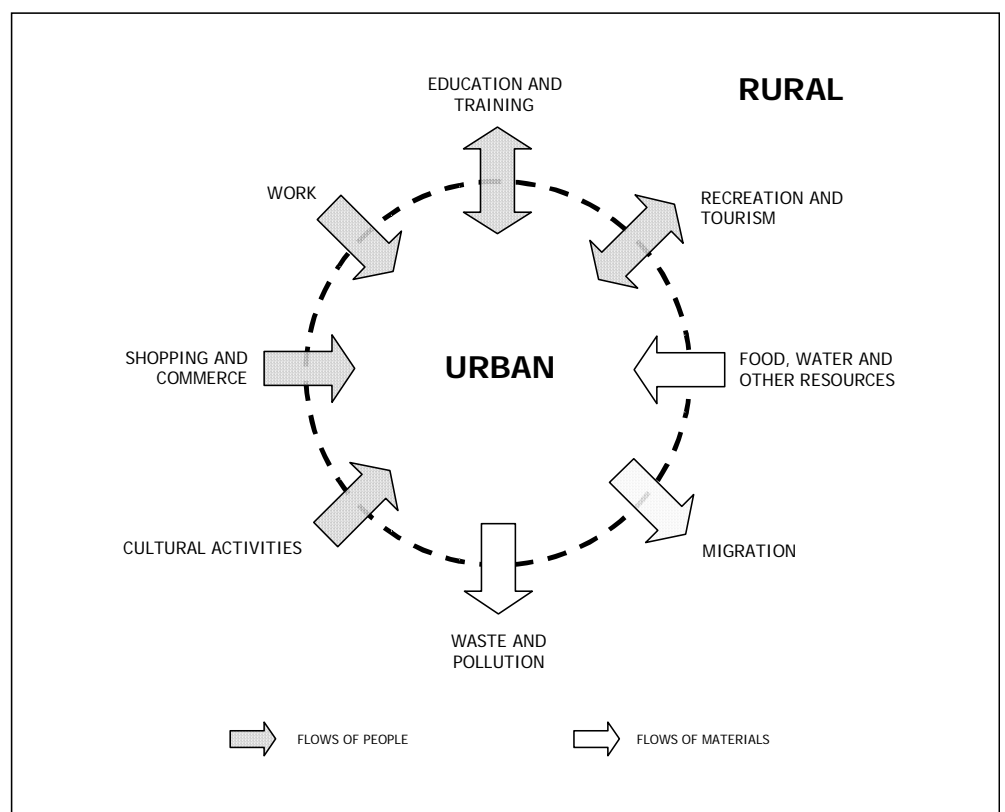 EDUCATION AND
TRAINING
RURAL
WORK
RECREATION AND
TOURISM
SHOPPING AND
COMMERCE
URBAN
FOOD, WATER AND
OTHER RESOURCES
CULTURAL ACTIVITIES
MIGRATION
WASTE AND
POLLUTION
FLOWS OF PEOPLE
FLOWS OF MATERIALS